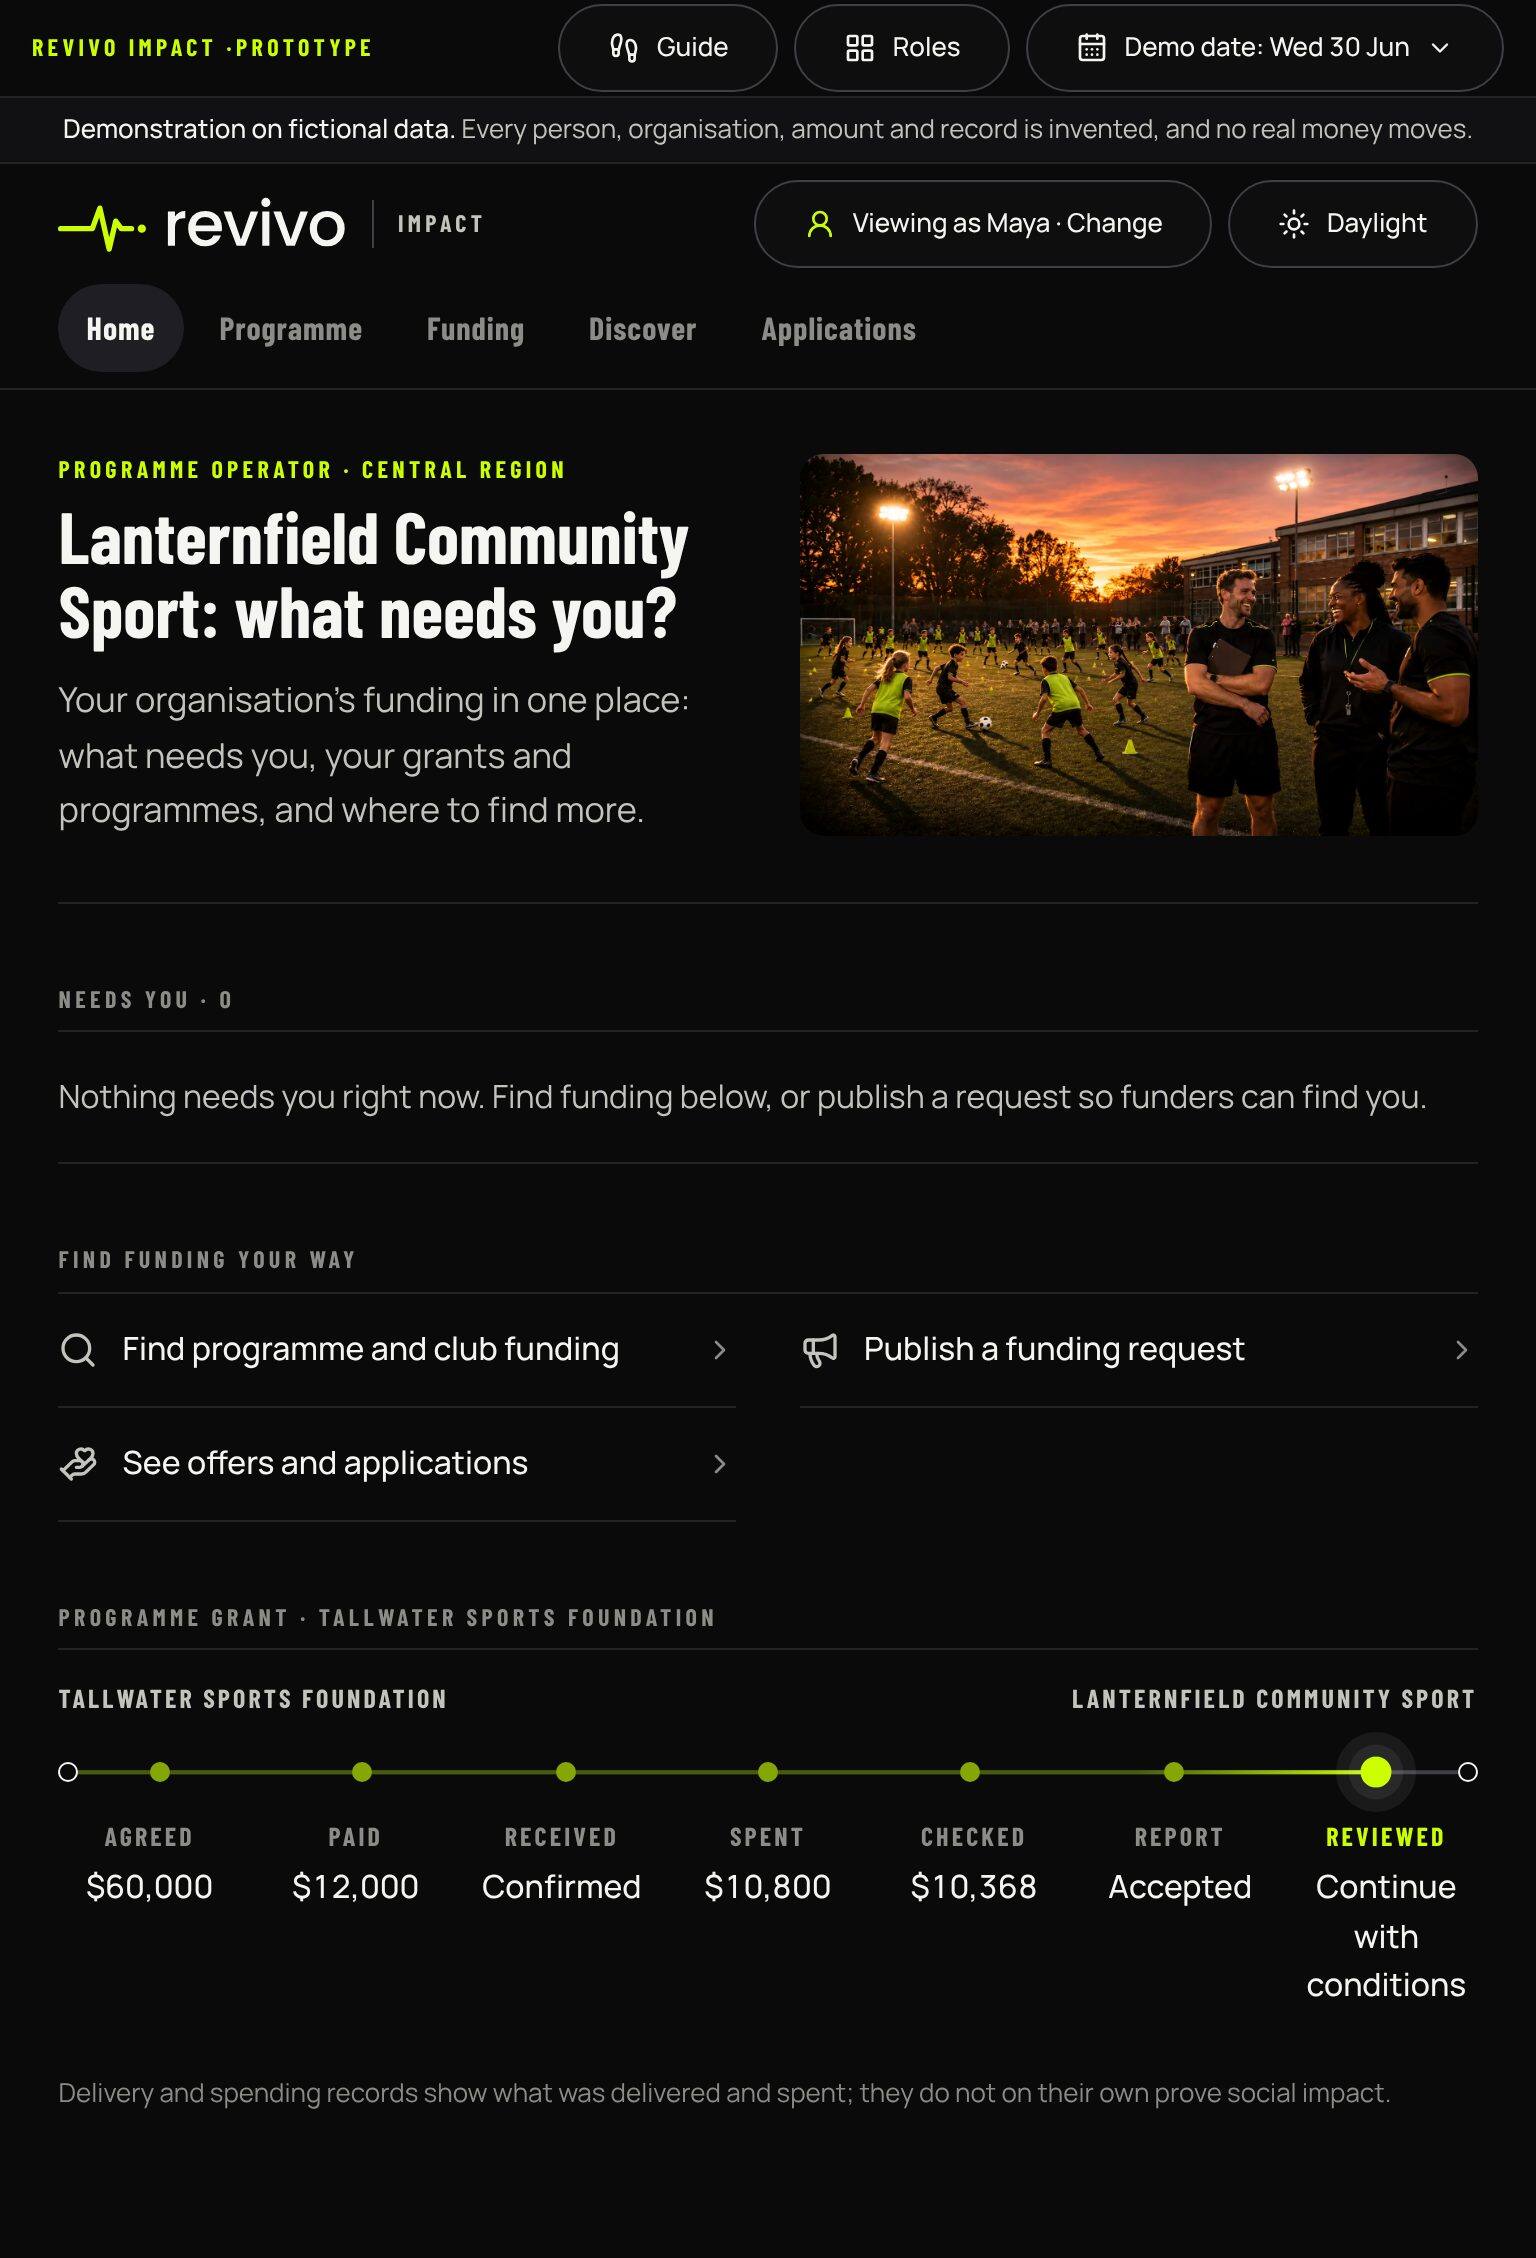 REVIVO IMPACT ·PROTOTYPE
Guide
Roles
Demo date: Wed 30 Jun
Demonstration on fictional data. Every person, organisation, amount and record is invented, and no real money moves.
revivo
IMPACT
Viewing as Maya · Change
Daylight
Home
Programme
Funding
Discover
Applications
PROGRAMME OPERATOR · CENTRAL REGION
Lanternfield Community
Sport: what needs you?
Your organisation’s funding in one place:
what needs you, your grants and
programmes, and where to find more.
NEEDS YOU · 0
Nothing needs you right now. Find funding below, or publish a request so funders can find you.
FIND FUNDING YOUR WAY
Find programme and club funding
Publish a funding request
See offers and applications
PROGRAMME GRANT · TALLWATER SPORTS FOUNDATION
TALLWATER SPORTS FOUNDATION
LANTERNFIELD COMMUNITY SPORT
AGREED
$60,000
PAID
$12,000
RECEIVED
Confirmed
SPENT
$10,800
CHECKED
$10,368
REPORT
Accepted
REVIEWED
Continue
with
conditions
Delivery and spending records show what was delivered and spent; they do not on their own prove social impact.